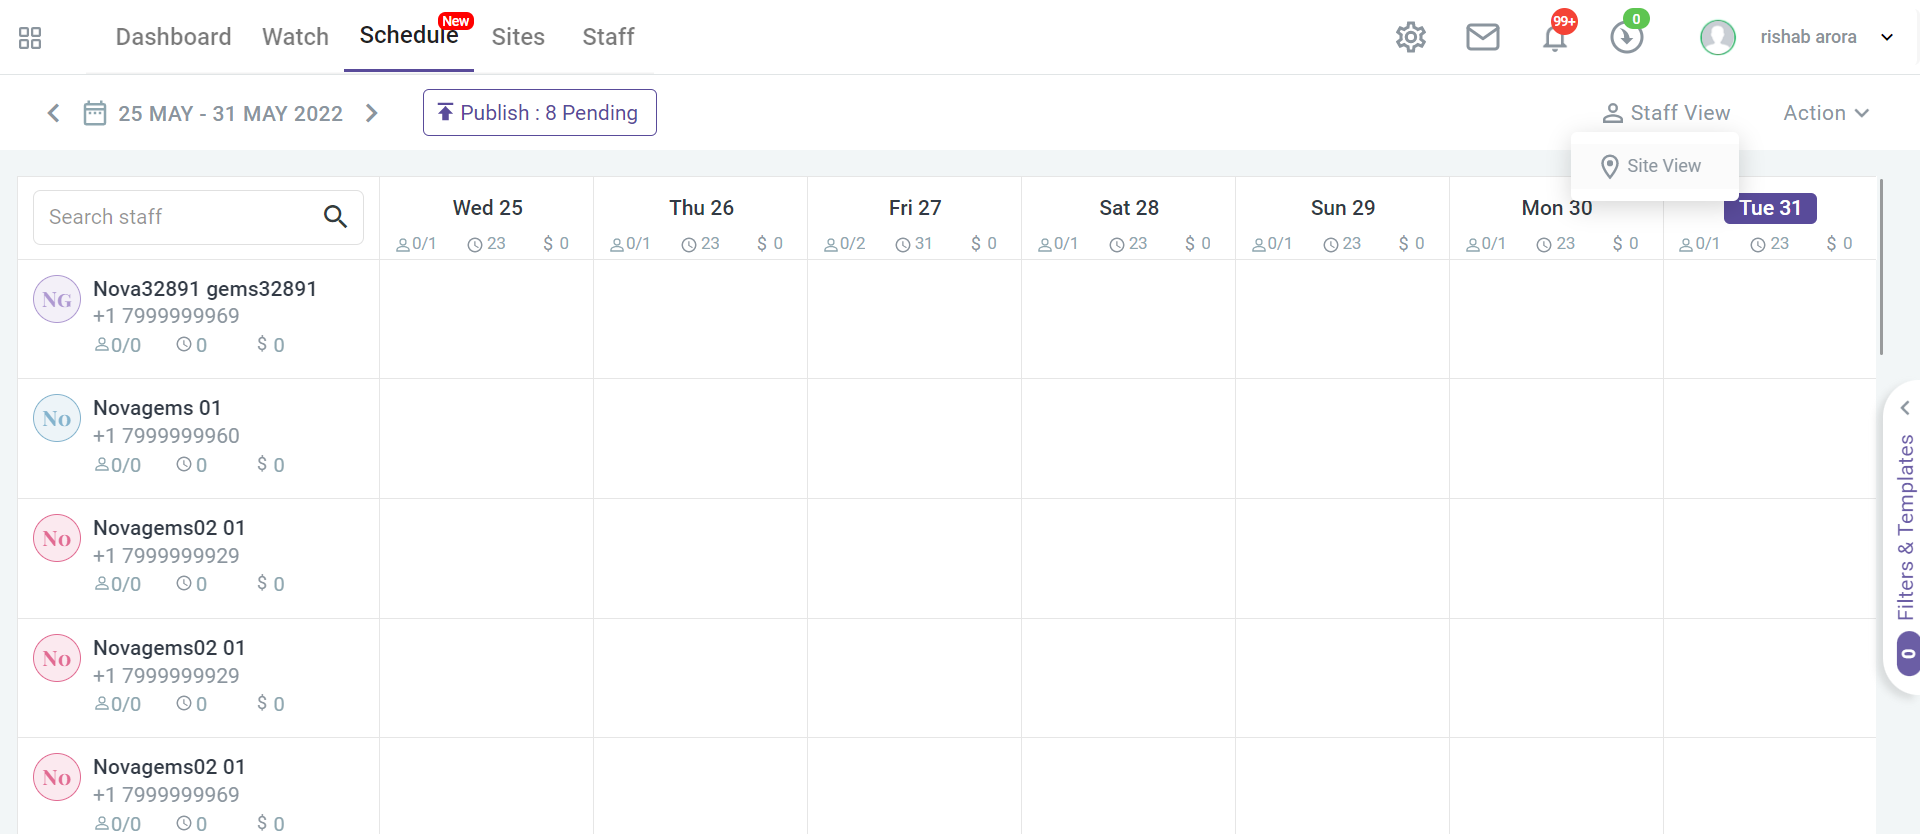 Dashboard Watch Schedule New Sites Staff 99+ 0 rishab arora
25 MAY - 31 MAY 2022 Publish : 8 Pending Staff View Action
Site View
Search staff Wed 25 Thu 26 Fri 27 Sat 28 Sun 29 Mon 30 Tue 31
0/1 23 $ 0 0/1 23 $ 0 0/2 31 $ 0 0/1 23 $ 0 0/1 23 $ 0 0/1 23 $ 0 0/1 23 $ 0
NG Nova32891 gems32891
+1 7999999969
0/0 0 $ 0
No Novagems 01
+1 7999999960
0/0 0 $ 0
No Novagems02 01
+1 7999999929
0/0 0 $ 0
No Novagems02 01
+1 7999999929
0/0 0 $ 0
No Novagems02 01
+1 7999999969
0/0 0 $ 0
Filters & Templates
0